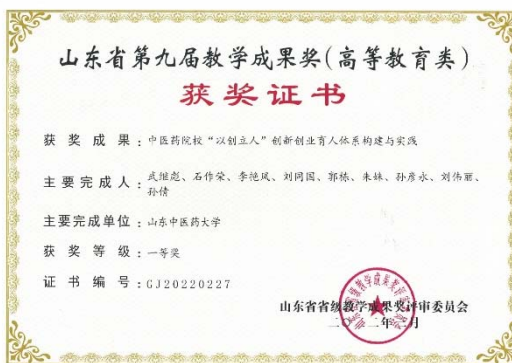 山东省第九届教学成果奖(高等教育类)
获奖证书
获奖成果：中医药院校“以创立人”创新创业育人体系构建与实践
主要完成人：武继彪、石作荣、李艳凤、刘同国、郭栋、朱姝、孙彦永、刘伟丽、
孙倩
主要完成单位：山东中医药大学
获奖等级：一等奖
证书编号：GJ20220227
山东省省级教学成果奖评审委员会
二〇二二年 月